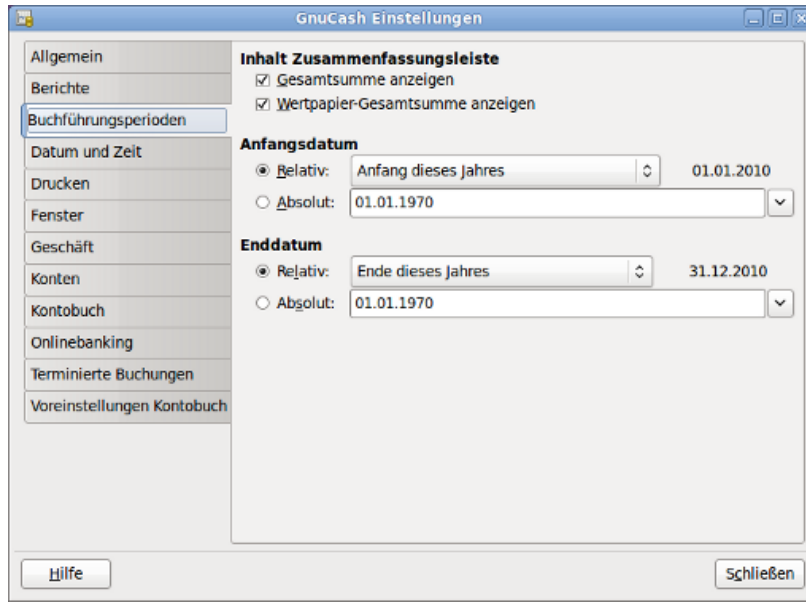 GnuCash Einstellungen
Allgemein
Berichte
Buchführungsperioden
Datum und Zeit
Drucken
Fenster
Geschäft
Konten
Kontobuch
Onlinebanking
Terminierte Buchungen
Voreinstellungen Kontobuch
Inhalt Zusammenfassungsleiste
Gesamtsumme anzeigen
Wertpapier-Gesamtsumme anzeigen
Anfangsdatum
Relativ: Anfang dieses Jahres 01.01.2010
Absolut: 01.01.1970
Enddatum
Relativ: Ende dieses Jahres 31.12.2010
Absolut: 01.01.1970
Hilfe Schließen